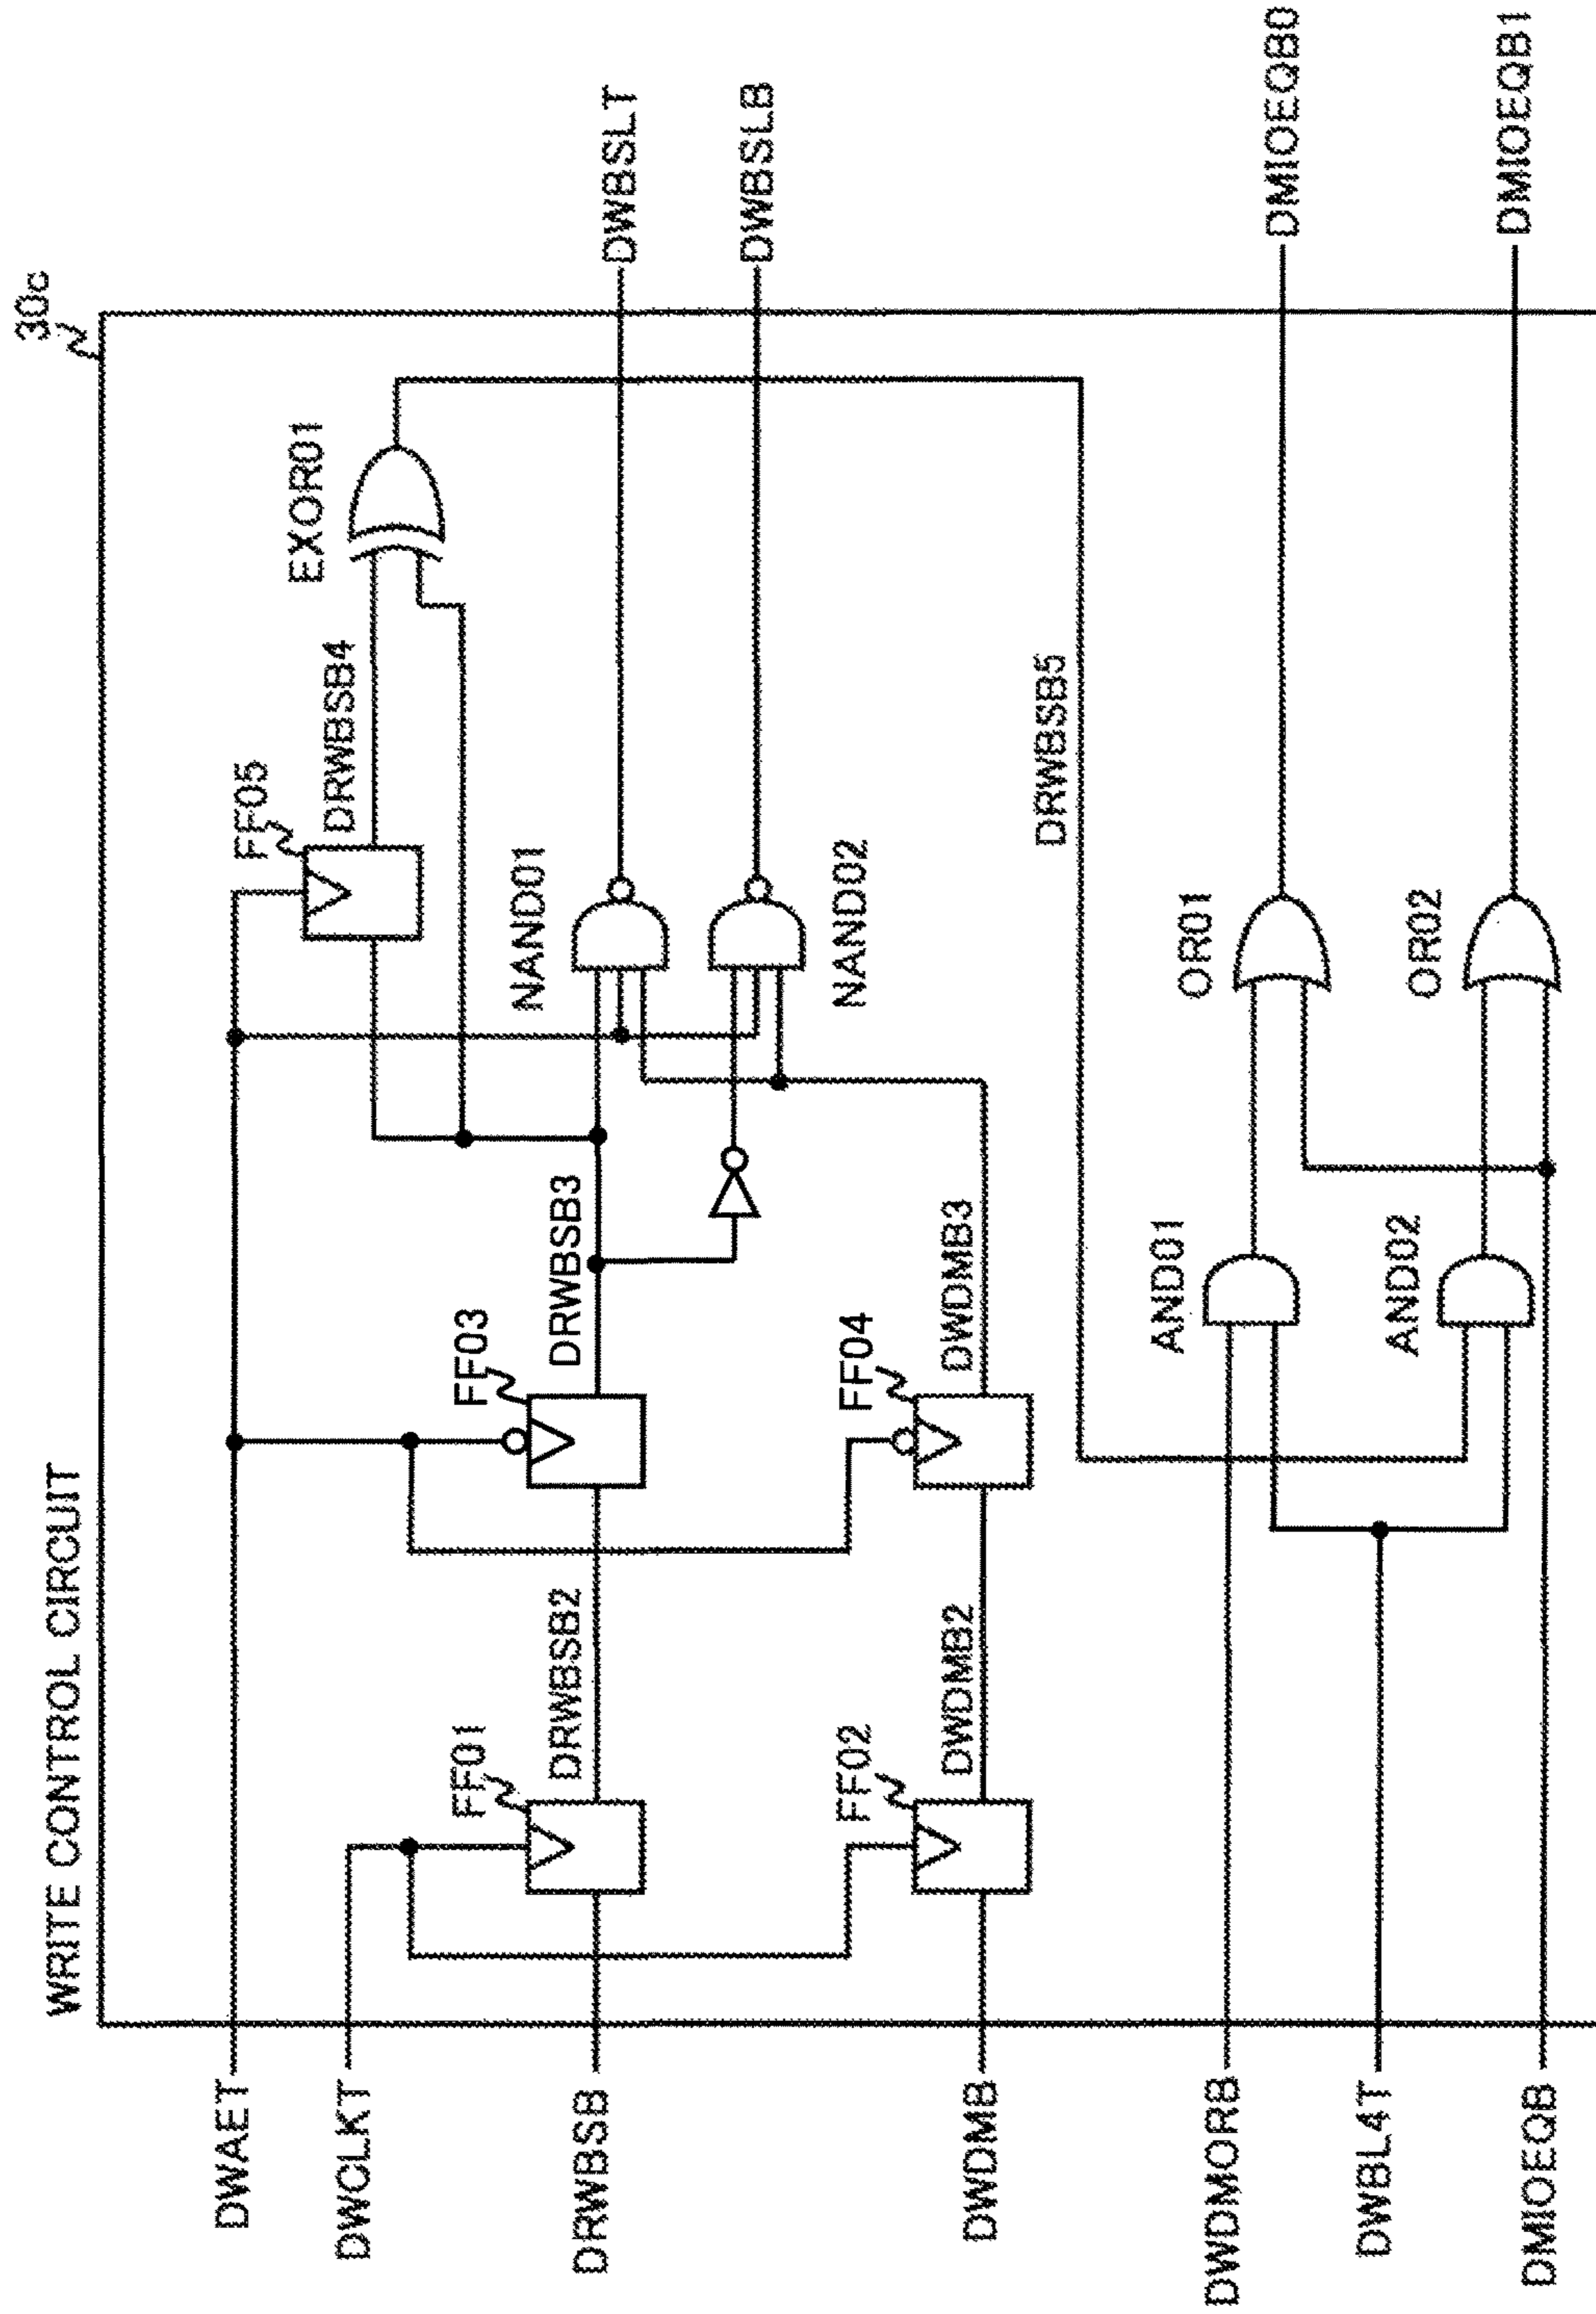 WRITE CONTROL CIRCUIT
30c
DWAET
DWCLKT
DRWBSB
DWDMB
DWDMORB
DWBL4T
DMIOEQB
FF01
DRWBSB2
FF02
DWDMB2
FF03
DRWBSB3
FF04
DWDMB3
FF05
DRWBSB4
EXOR01
NAND01
NAND02
DRWBSB5
AND01
AND02
OR01
OR02
DWBSLT
DWBSLB
DMIOEQB0
DMIOEQB1